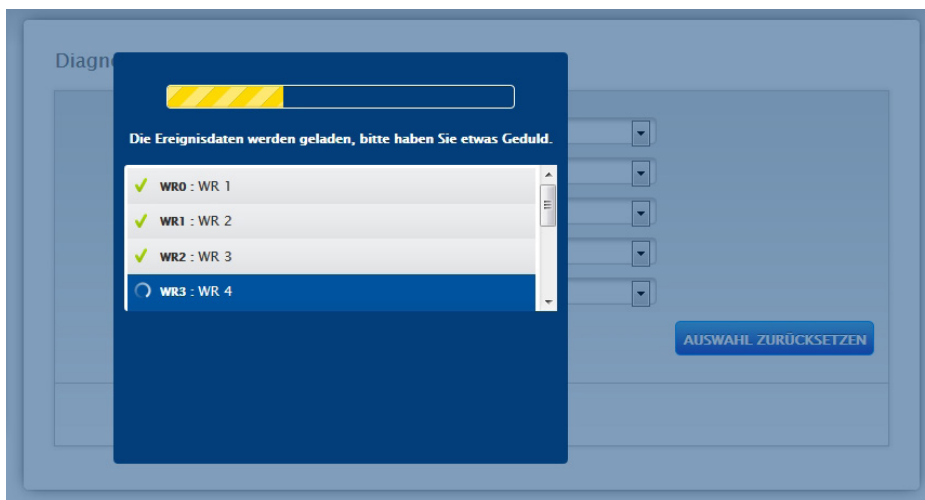 Diagn
Die Ereignisdaten werden geladen, bitte haben Sie etwas Geduld.
WR0 : WR 1
WR1 : WR 2
WR2 : WR 3
WR3 : WR 4
AUSWAHL ZURÜCKSETZEN